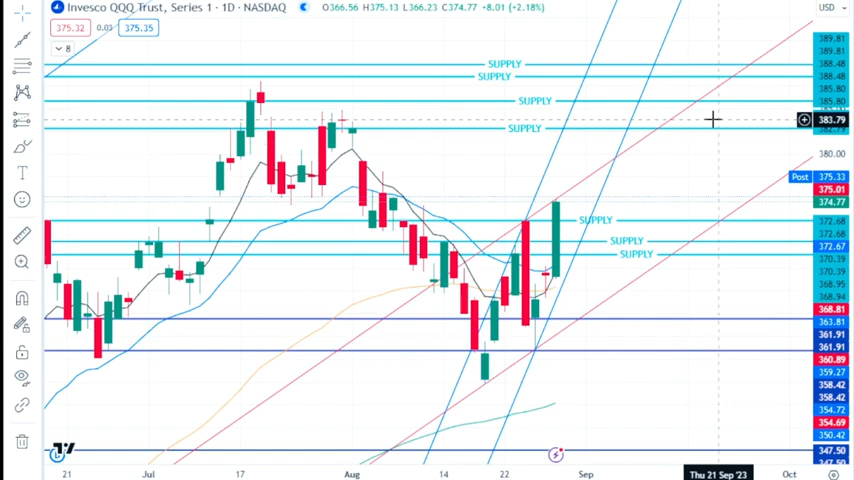 Invesco QQQ Trust, Series 1 · 1D · NASDAQ O366.56 H375.13 L366.23 C374.77 +8.01 (+2.18%) USD
375.32 0.03 375.35
8
389.81
389.81
SUPPLY 388.48
SUPPLY 388.48
385.80
SUPPLY 385.80
383.79
SUPPLY 382.79
380.00
Post 375.33
375.01
374.77
SUPPLY 372.68
372.68
SUPPLY 372.67
SUPPLY 370.39
370.39
368.95
368.94
368.81
363.81
361.91
361.91
360.89
359.27
358.42
358.42
354.72
354.69
350.42
347.50
347.50
21 Jul 17 Aug 14 22 Sep Thu 21 Sep '23 Oct